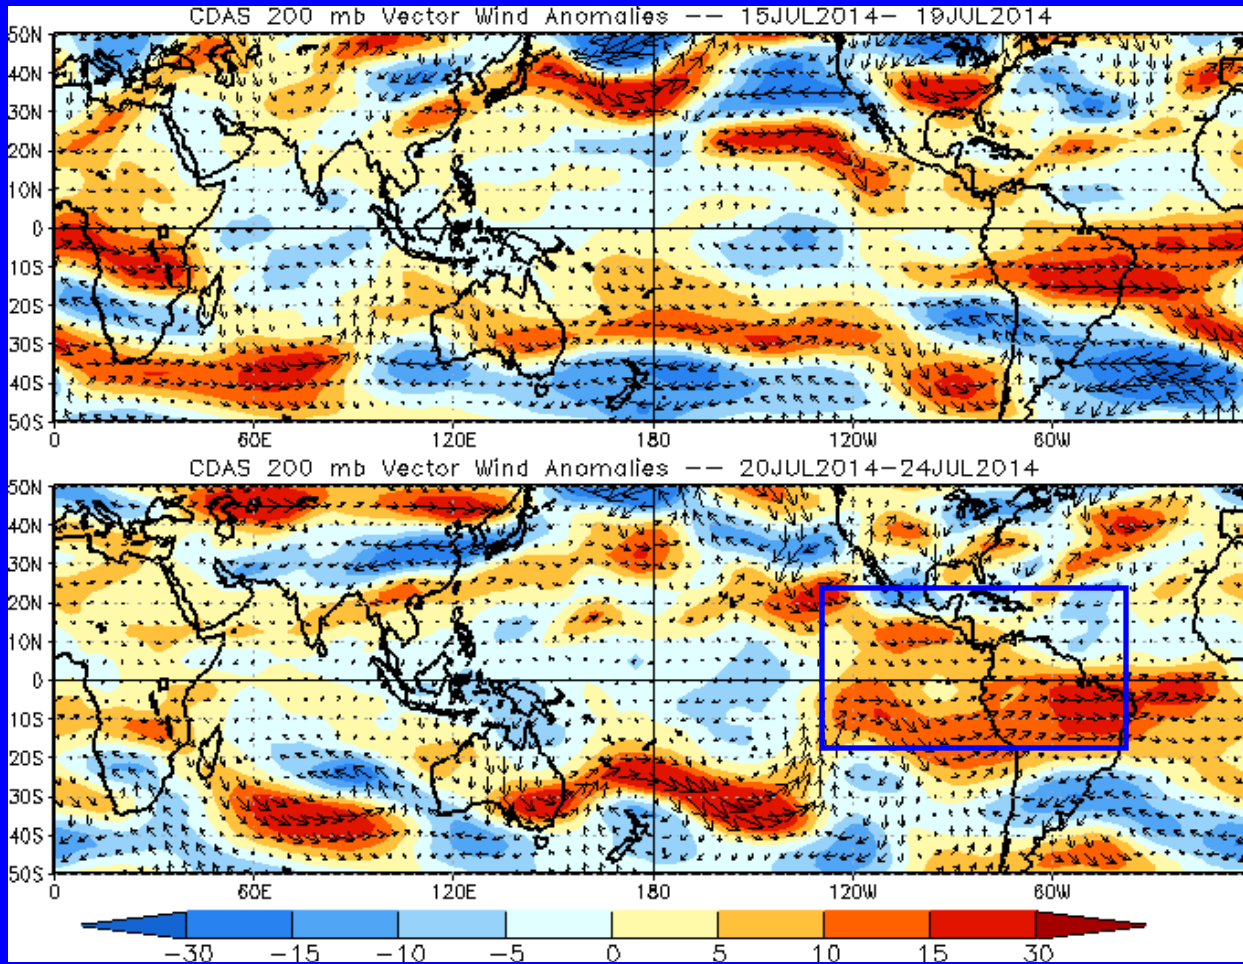 CDAS 200 mb Vector Wind Anomalies -- 15JUL2014- 19JUL2014
50N
40N
30N
20N
10N
0
10S
20S
30S
40S
50S
0 60E 120E 180 120W 60W
CDAS 200 mb Vector Wind Anomalies -- 20JUL2014-24JUL2014
50N
40N
30N
20N
10N
0
10S
20S
30S
40S
50S
0 60E 120E 180 120W 60W
-30 -15 -10 -5 0 5 10 15 30